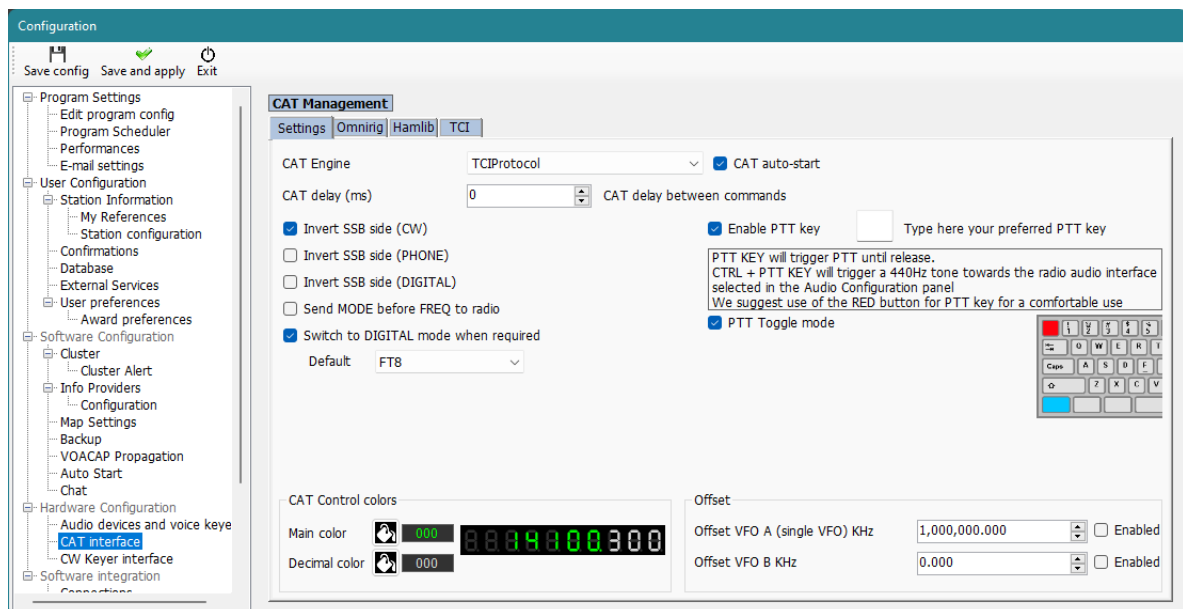 Configuration
Save config Save and apply Exit
Program Settings
Edit program config
Program Scheduler
Performances
E-mail settings
User Configuration
Station Information
My References
Station configuration
Confirmations
Database
External Services
User preferences
Award preferences
Software Configuration
Cluster
Cluster Alert
Info Providers
Configuration
Map Settings
Backup
VOACAP Propagation
Auto Start
Chat
Hardware Configuration
Audio devices and voice keye
CAT interface
CW Keyer interface
Software integration
Connections
CAT Management
Settings Omnirig Hamlib TCI
CAT Engine TCIProtocol CAT auto-start
CAT delay (ms) 0 CAT delay between commands
Invert SSB side (CW)
Invert SSB side (PHONE)
Invert SSB side (DIGITAL)
Send MODE before FREQ to radio
Switch to DIGITAL mode when required
Default FT8
Enable PTT key Type here your preferred PTT key
PTT KEY will trigger PTT until release.
CTRL + PTT KEY will trigger a 440Hz tone towards the radio audio interface
selected in the Audio Configuration panel
We suggest use of the RED button for PTT key for a comfortable use
PTT Toggle mode
1 2 3 4 5
Q W E R T
Caps A S D F
Z X C V
CAT Control colors
Main color 000
Decimal color 000
14100.300
Offset
Offset VFO A (single VFO) KHz 1,000,000.000 Enabled
Offset VFO B KHz 0.000 Enabled